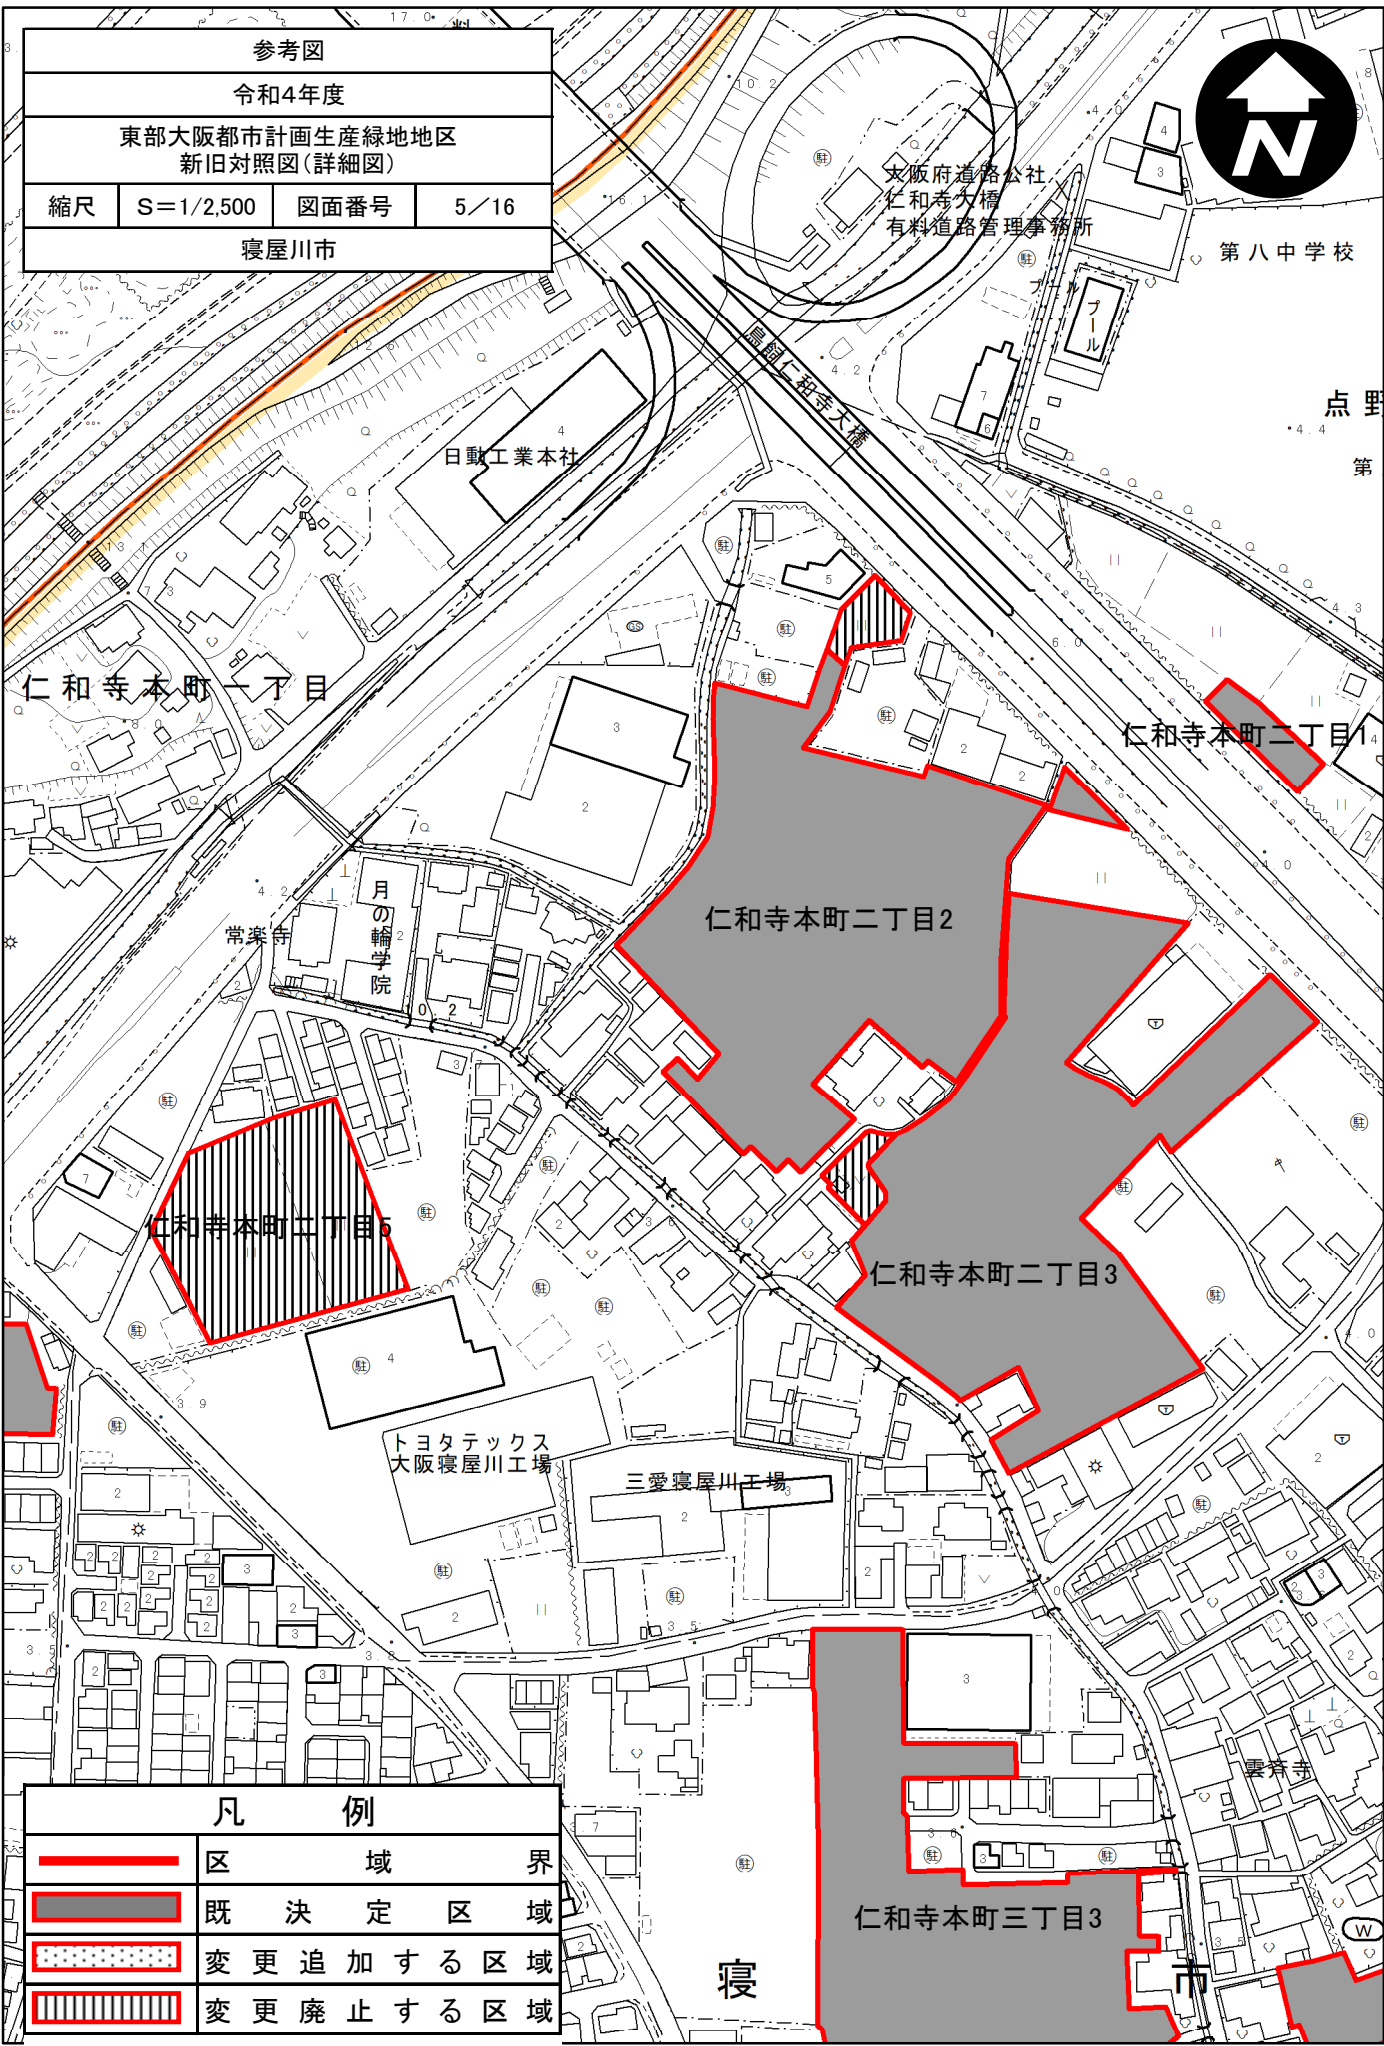 参考図
令和4年度
東部大阪都市計画生産緑地地区
新旧対照図(詳細図)
縮尺 S=1/2,500 図面番号 5/16
寝屋川市
N
大阪府道路公社
仁和寺大橋
有料道路管理事務所
第八中学校
プール
プール
鳥飼仁和寺大橋
点野
第
日動工業本社
仁和寺本町一丁目
仁和寺本町二丁目1
仁和寺本町二丁目2
月の輪学院
常楽寺
仁和寺本町二丁目5
仁和寺本町二丁目3
トヨタテックス
大阪寝屋川工場
三愛寝屋川工場
雲斉寺
仁和寺本町三丁目3
寝
市
凡例
区域界
既決定区域
変更追加する区域
変更廃止する区域